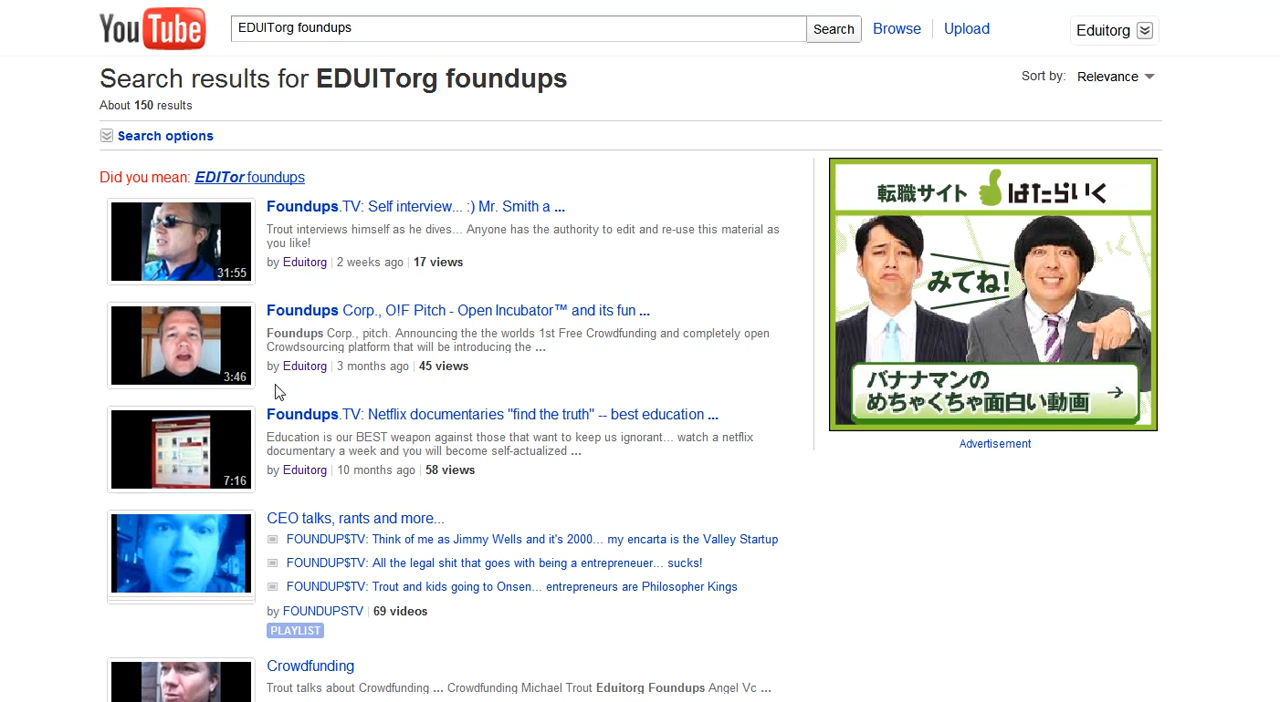 YouTube
EDUITorg foundups
Search
Browse
Upload
Eduitorg
Search results for EDUITorg foundups
Sort by: Relevance
About 150 results
Search options
Did you mean: EDITor foundups
31:55
Foundups.TV: Self interview... :) Mr. Smith a ...
Trout interviews himself as he dives... Anyone has the authority to edit and re-use this material as
you like!
by Eduitorg | 2 weeks ago | 17 views
3:46
Foundups Corp., O!F Pitch - Open Incubator™ and its fun ...
Foundups Corp., pitch. Announcing the the worlds 1st Free Crowdfunding and completely open
Crowdsourcing platform that will be introducing the ...
by Eduitorg | 3 months ago | 45 views
7:16
Foundups.TV: Netflix documentaries "find the truth" -- best education ...
Education is our BEST weapon against those that want to keep us ignorant... watch a netflix
documentary a week and you will become self-actualized ...
by Eduitorg | 10 months ago | 58 views
CEO talks, rants and more...
FOUNDUP$TV: Think of me as Jimmy Wells and it's 2000... my encarta is the Valley Startup
FOUNDUP$TV: All the legal shit that goes with being a entrepreneuer... sucks!
FOUNDUP$TV: Trout and kids going to Onsen... entrepreneurs are Philosopher Kings
by FOUNDUPSTV | 69 videos
PLAYLIST
Crowdfunding
Trout talks about Crowdfunding ... Crowdfunding Michael Trout Eduitorg Foundups Angel Vc ...
転職サイト はたらいく
みてね!
バナナマンの
めちゃくちゃ面白い動画
Advertisement